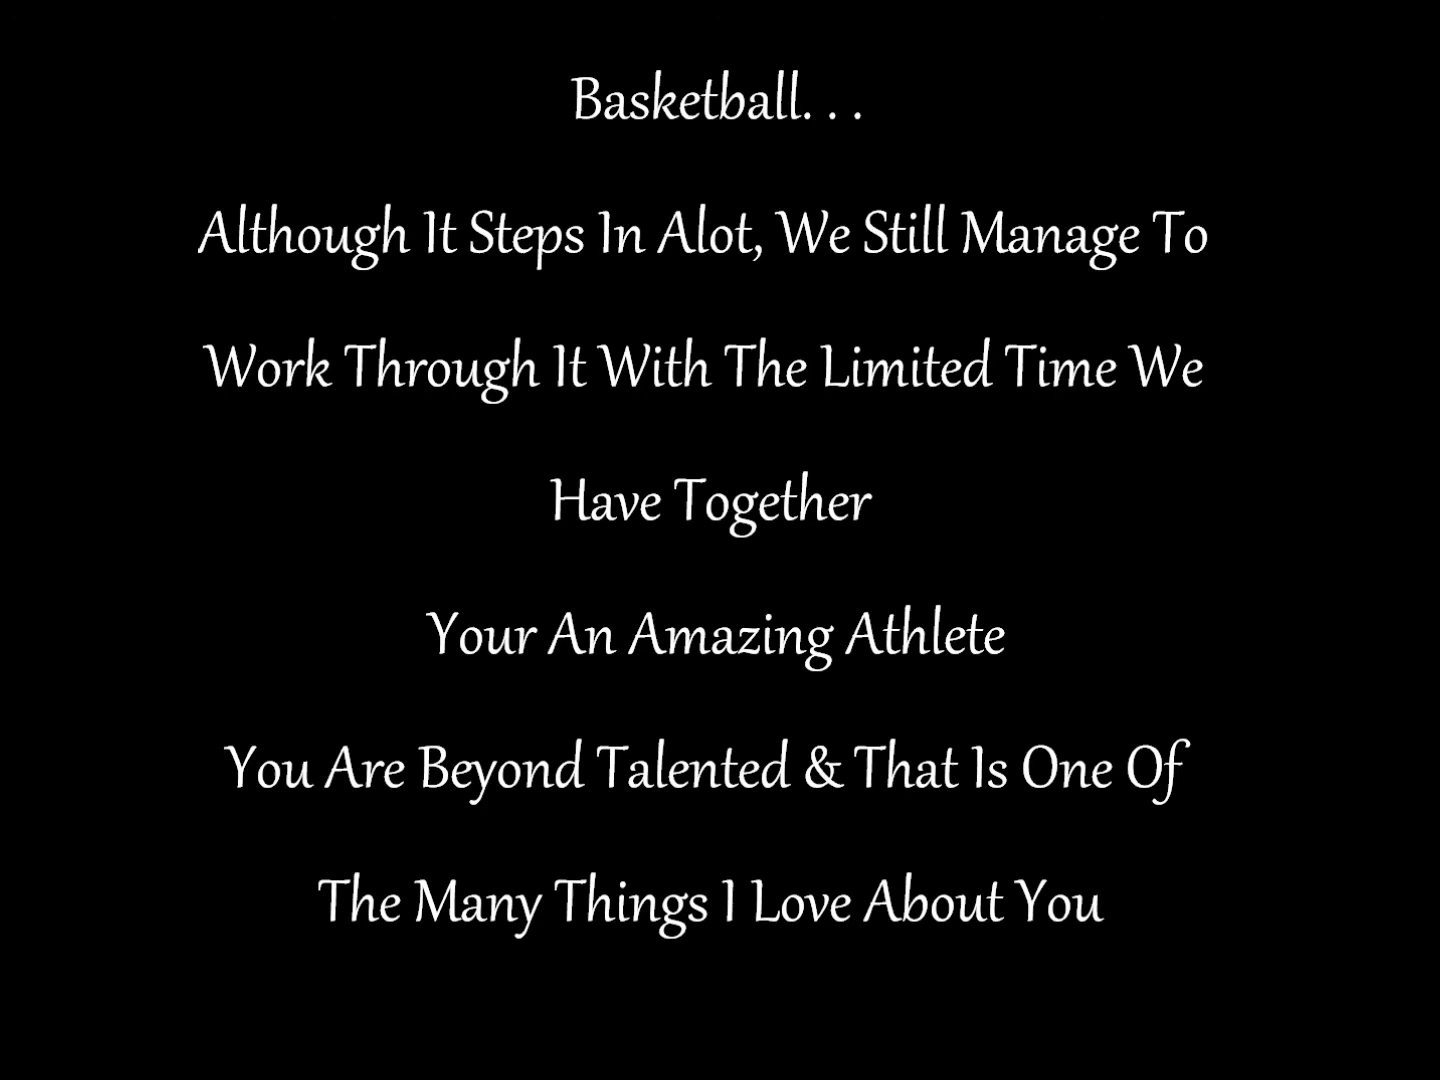 Basketball. . .
Although It Steps In Alot, We Still Manage To
Work Through It With The Limited Time We
Have Together
Your An Amazing Athlete
You Are Beyond Talented & That Is One Of
The Many Things I Love About You